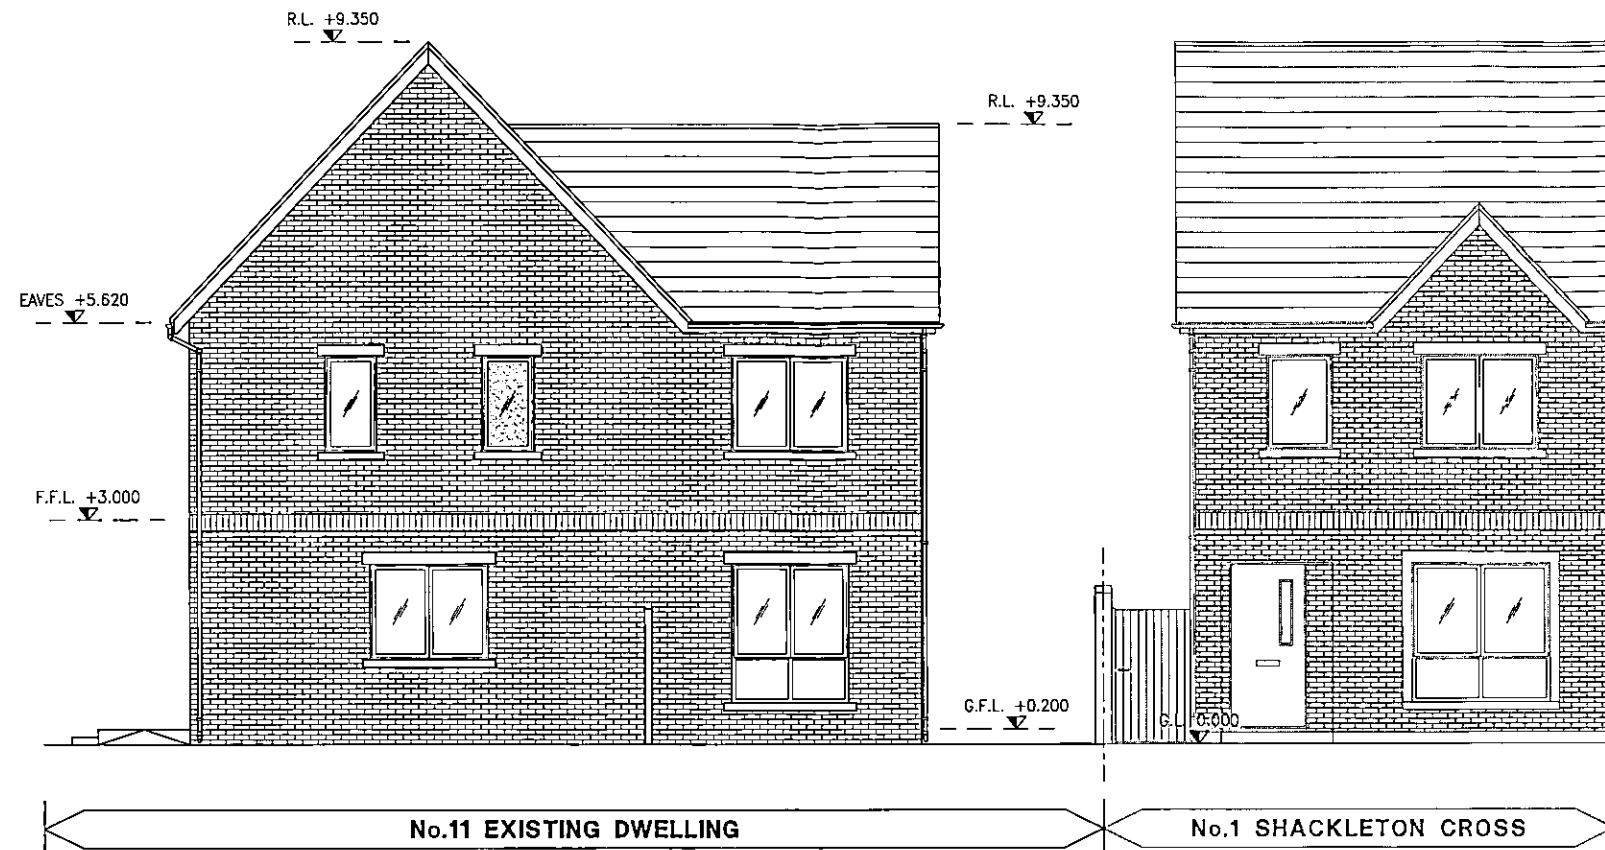 R.L. +9.350
R.L. +9.350
EAVES +5.620
F.F.L. +3.000
G.F.L. +0.200
G.L. +0.000
No.11 EXISTING DWELLING
No.1 SHACKLETON CROSS